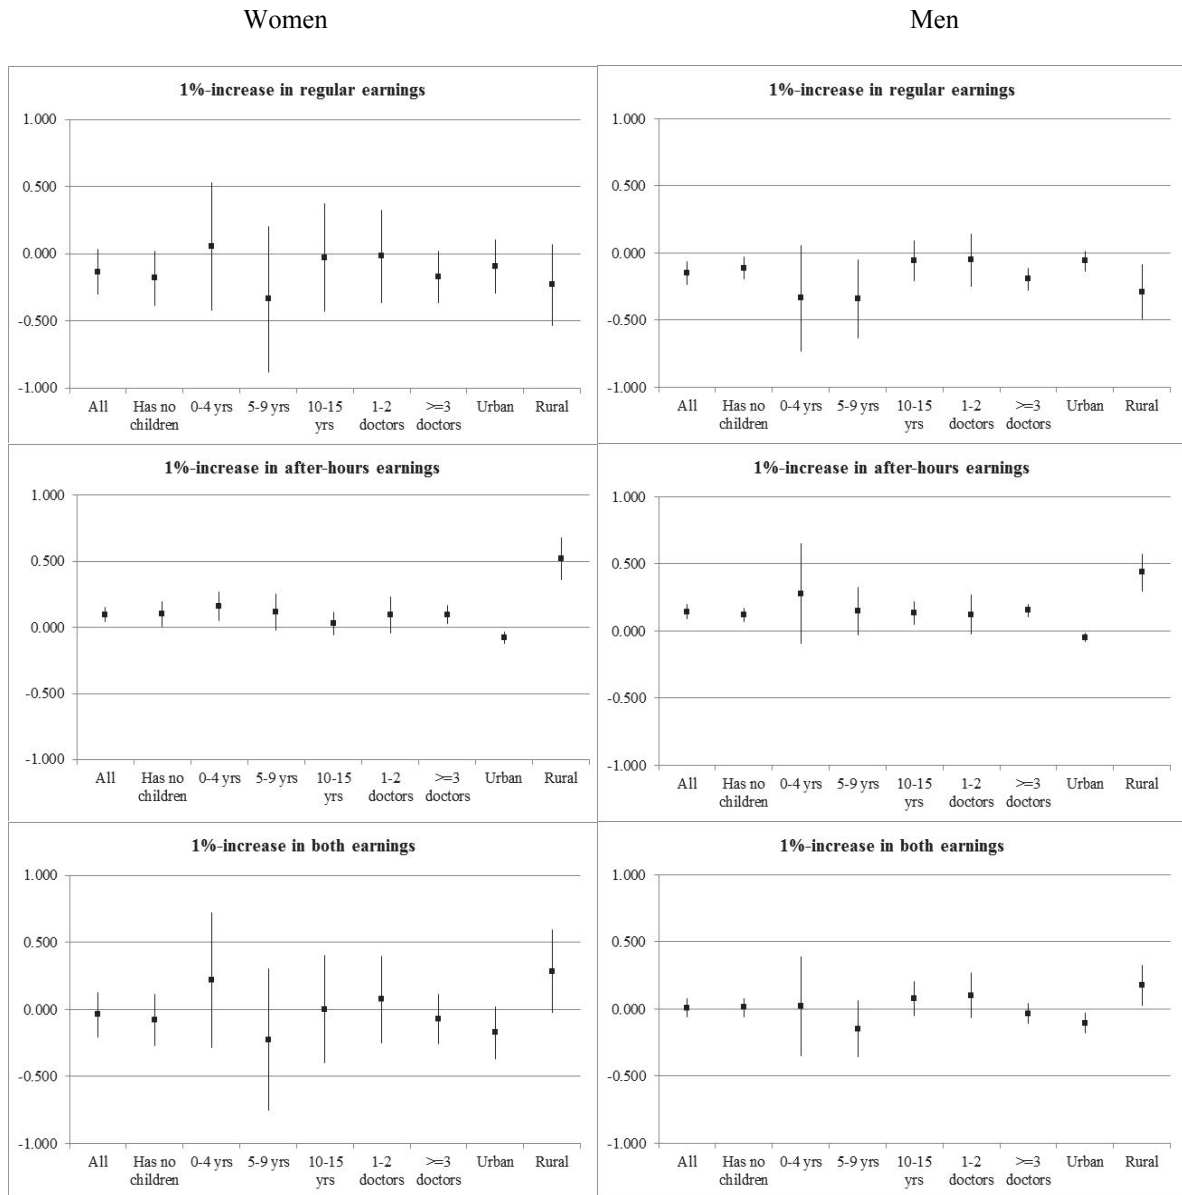 Women
Men
1%-increase in regular earnings
1.000
0.500
0.000
-0.500
-1.000
All
Has no
children
0-4 yrs
5-9 yrs
10-15
yrs
1-2
doctors
>=3
doctors
Urban
Rural
1%-increase in regular earnings
1.000
0.500
0.000
-0.500
-1.000
All
Has no
children
0-4 yrs
5-9 yrs
10-15
yrs
1-2
doctors
>=3
doctors
Urban
Rural
1%-increase in after-hours earnings
1.000
0.500
0.000
-0.500
-1.000
All
Has no
children
0-4 yrs
5-9 yrs
10-15
yrs
1-2
doctors
>=3
doctors
Urban
Rural
1%-increase in after-hours earnings
1.000
0.500
0.000
-0.500
-1.000
All
Has no
children
0-4 yrs
5-9 yrs
10-15
yrs
1-2
doctors
>=3
doctors
Urban
Rural
1%-increase in both earnings
1.000
0.500
0.000
-0.500
-1.000
All
Has no
children
0-4 yrs
5-9 yrs
10-15
yrs
1-2
doctors
>=3
doctors
Urban
Rural
1%-increase in both earnings
1.000
0.500
0.000
-0.500
-1.000
All
Has no
children
0-4 yrs
5-9 yrs
10-15
yrs
1-2
doctors
>=3
doctors
Urban
Rural